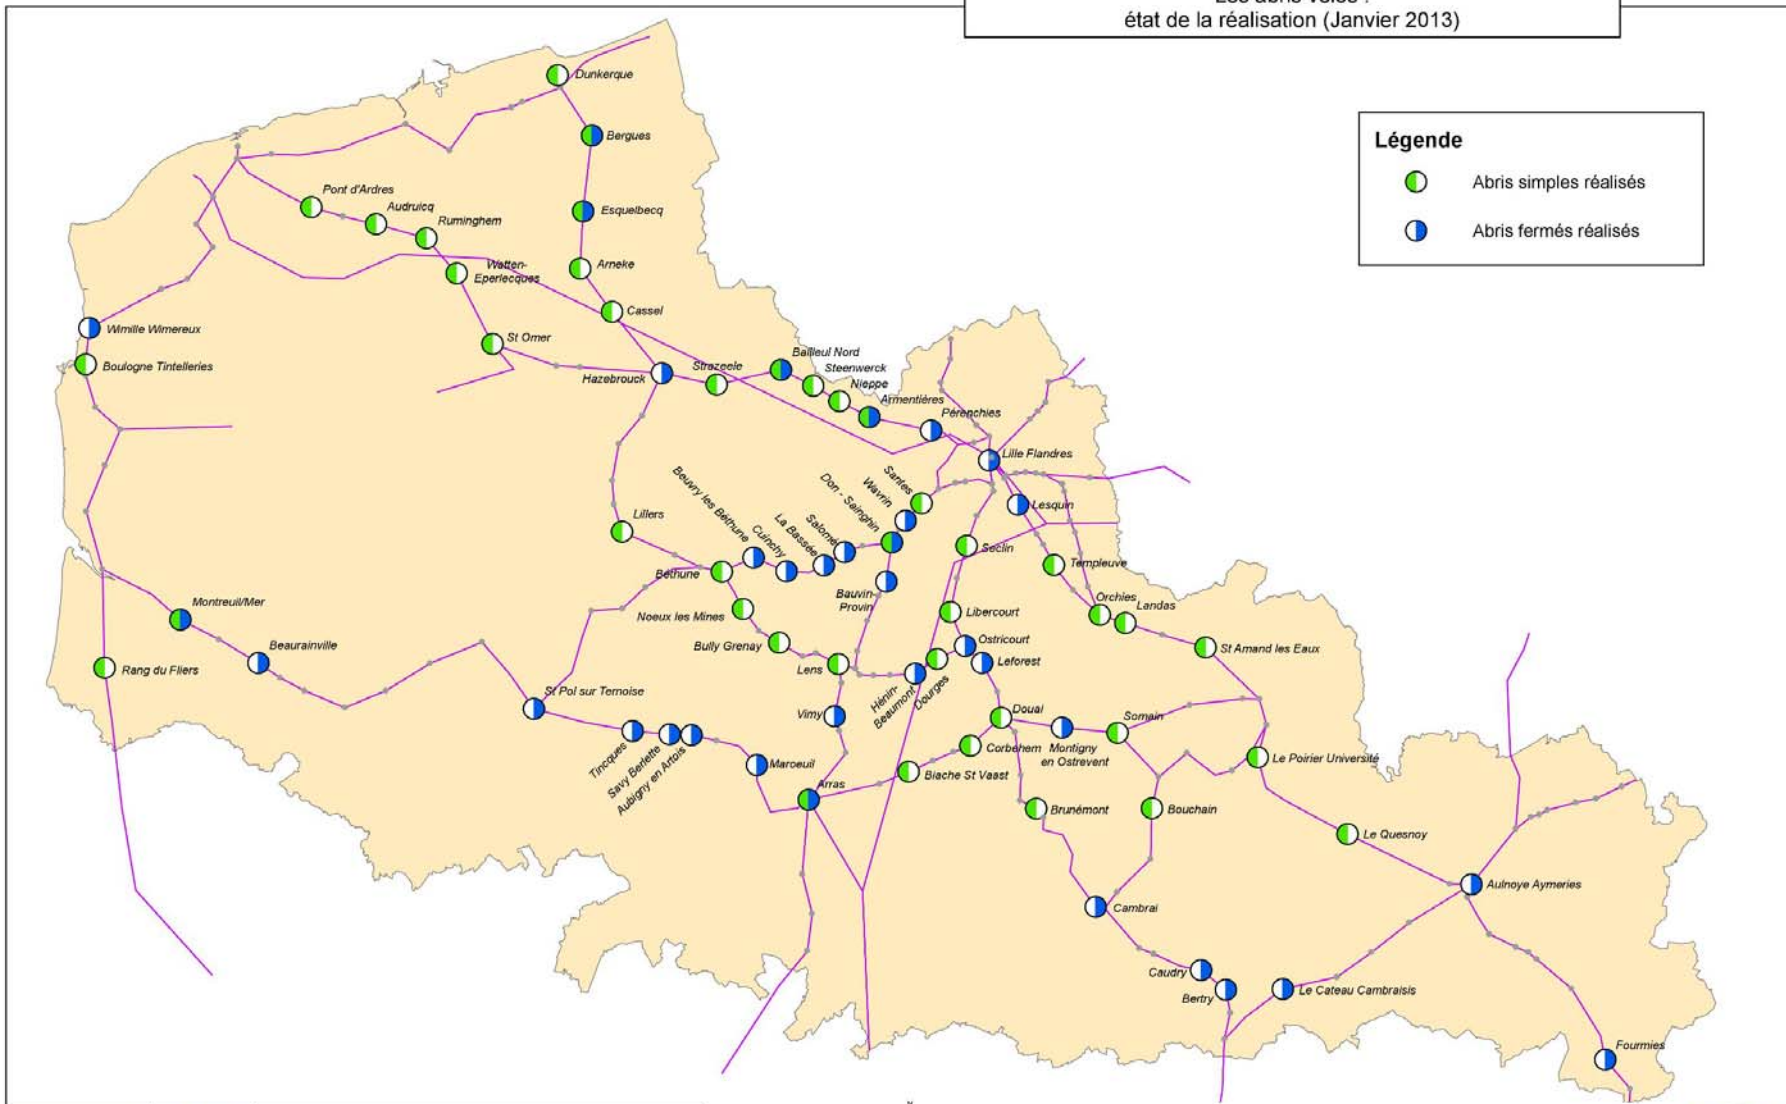 Les abris vélos :
état de la réalisation (Janvier 2013)
Légende
Abris simples réalisés
Abris fermés réalisés
Dunkerque
Bergues
Pont d'Ardres
Audruicq
Ruminghem
Esquelbecq
Watten-
Eperlecques
Arneke
Cassel
Wimille Wimereux
St Omer
Boulogne Tintelleries
Hazebrouck
Strazeele
Bailleul Nord
Steenwerck
Nieppe
Armentières
Pérenchies
Lille Flandres
Lesquin
Santes
Wavrin
Don - Sainghin
Salomé
La Bassée
Cuinchy
Beuvry les Béthune
Lillers
Seclin
Templeuve
Béthune
Bauvin-
Provin
Noeux les Mines
Libercourt
Orchies
Landas
Montreuil/Mer
Beaurainville
Bully Grenay
Ostricourt
St Amand les Eaux
Rang du Fliers
Lens
Leforest
Hénin-
Beaumont
Dourges
St Pol sur Ternoise
Vimy
Douai
Somain
Tincques
Savy Berlette
Aubigny en Artois
Maroeuil
Corbehem
Montigny
en Ostrevent
Le Poirier Université
Biache St Vaast
Arras
Brunémont
Bouchain
Le Quesnoy
Aulnoye Aymeries
Cambrai
Caudry
Bertry
Le Cateau Cambraisis
Fourmies